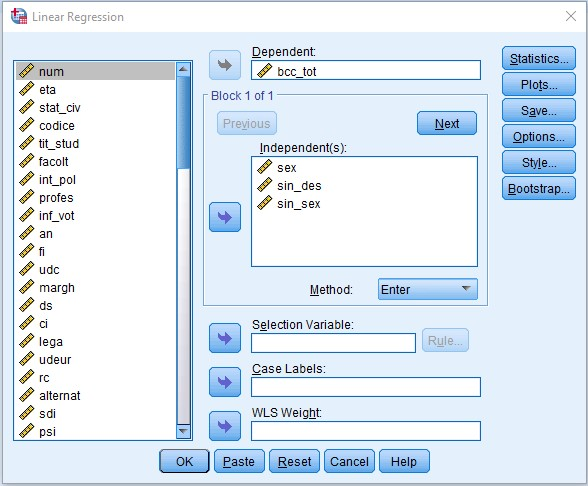 Linear Regression
num
eta
stat_civ
codice
tit_stud
facolt
int_pol
profes
inf_vot
an
fi
udc
margh
ds
ci
lega
udeur
rc
alternat
sdi
psi
Dependent:
bcc_tot
Block 1 of 1
Previous
Next
Independent(s):
sex
sin_des
sin_sex
Method:
Enter
Selection Variable:
Rule...
Case Labels:
WLS Weight:
Statistics...
Plots...
Save...
Options...
Style...
Bootstrap...
OK
Paste
Reset
Cancel
Help